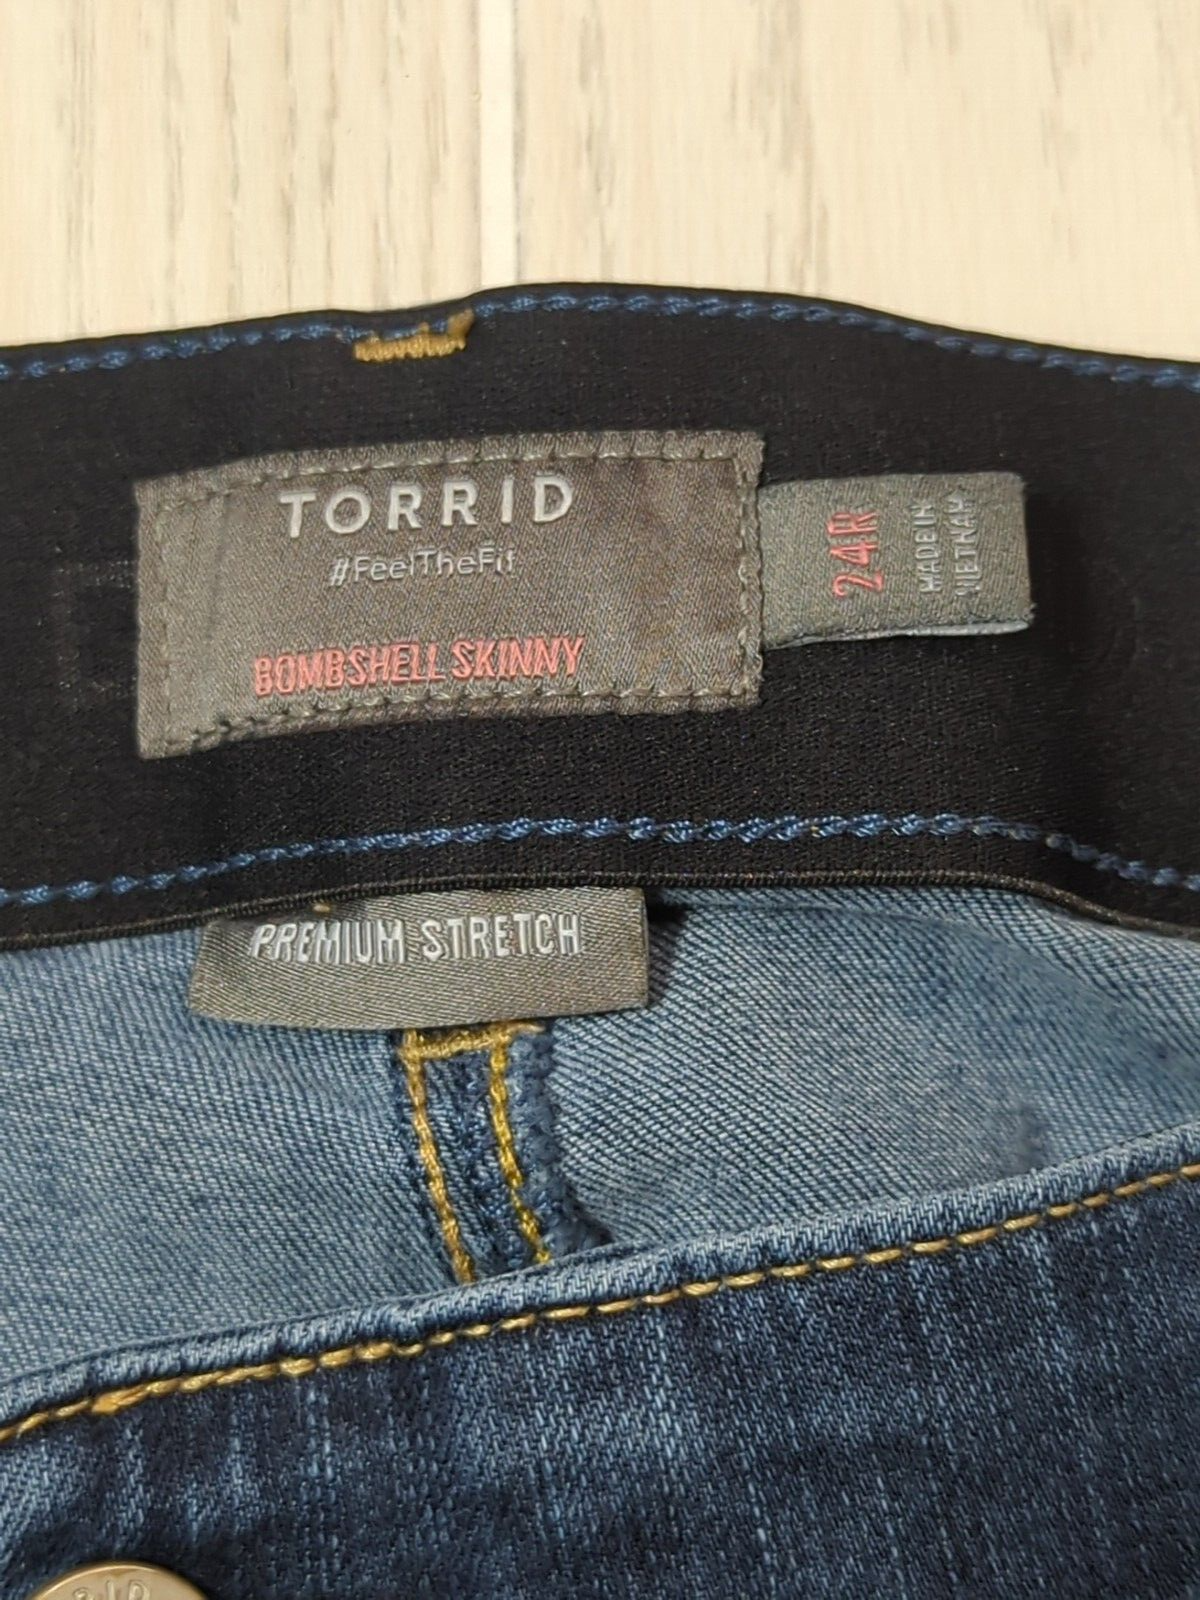 TORRID
#FeelTheFit
BOMBSHELL SKINNY
24R
MADE IN
VIETNAM
PREMIUM STRETCH